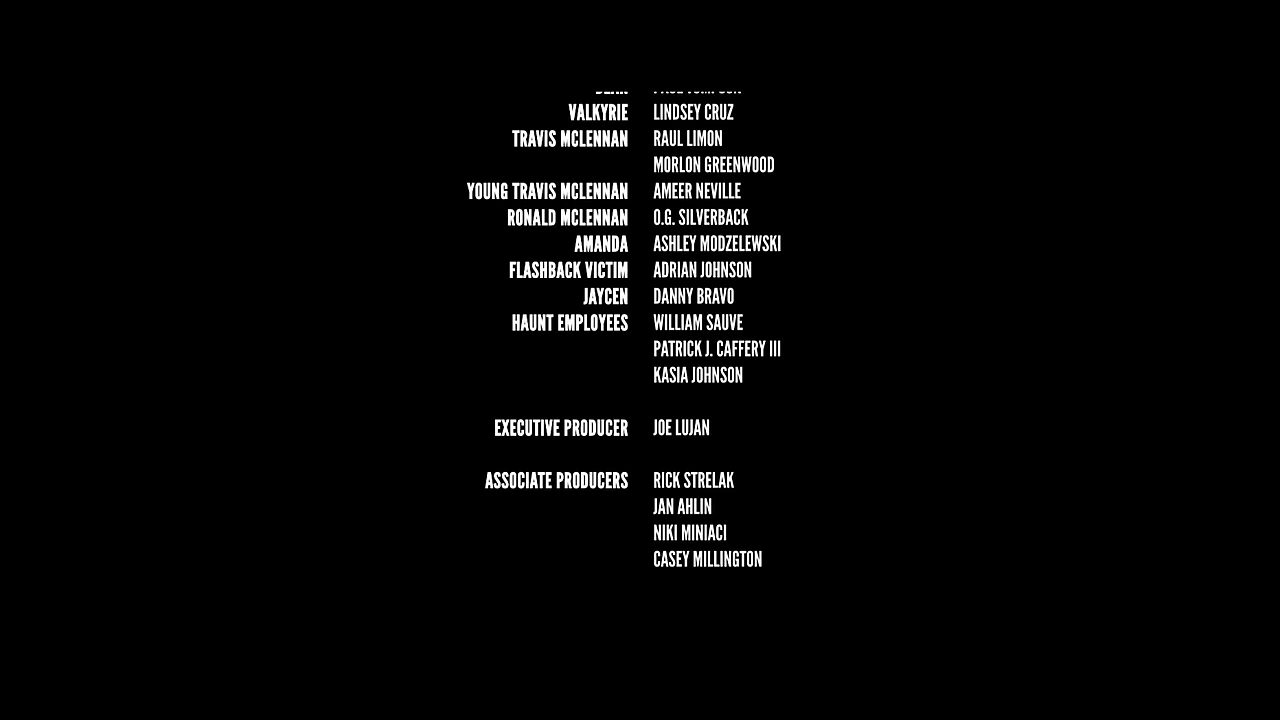 VALKYRIE LINDSEY CRUZ
TRAVIS MCLENNAN RAUL LIMON
MORLON GREENWOOD
YOUNG TRAVIS MCLENNAN AMEER NEVILLE
RONALD MCLENNAN O.G. SILVERBACK
AMANDA ASHLEY MODZELEWSKI
FLASHBACK VICTIM ADRIAN JOHNSON
JAYCEN DANNY BRAVO
HAUNT EMPLOYEES WILLIAM SAUVE
PATRICK J. CAFFERY III
KASIA JOHNSON
EXECUTIVE PRODUCER JOE LUJAN
ASSOCIATE PRODUCERS RICK STRELAK
JAN AHLIN
NIKI MINIACI
CASEY MILLINGTON